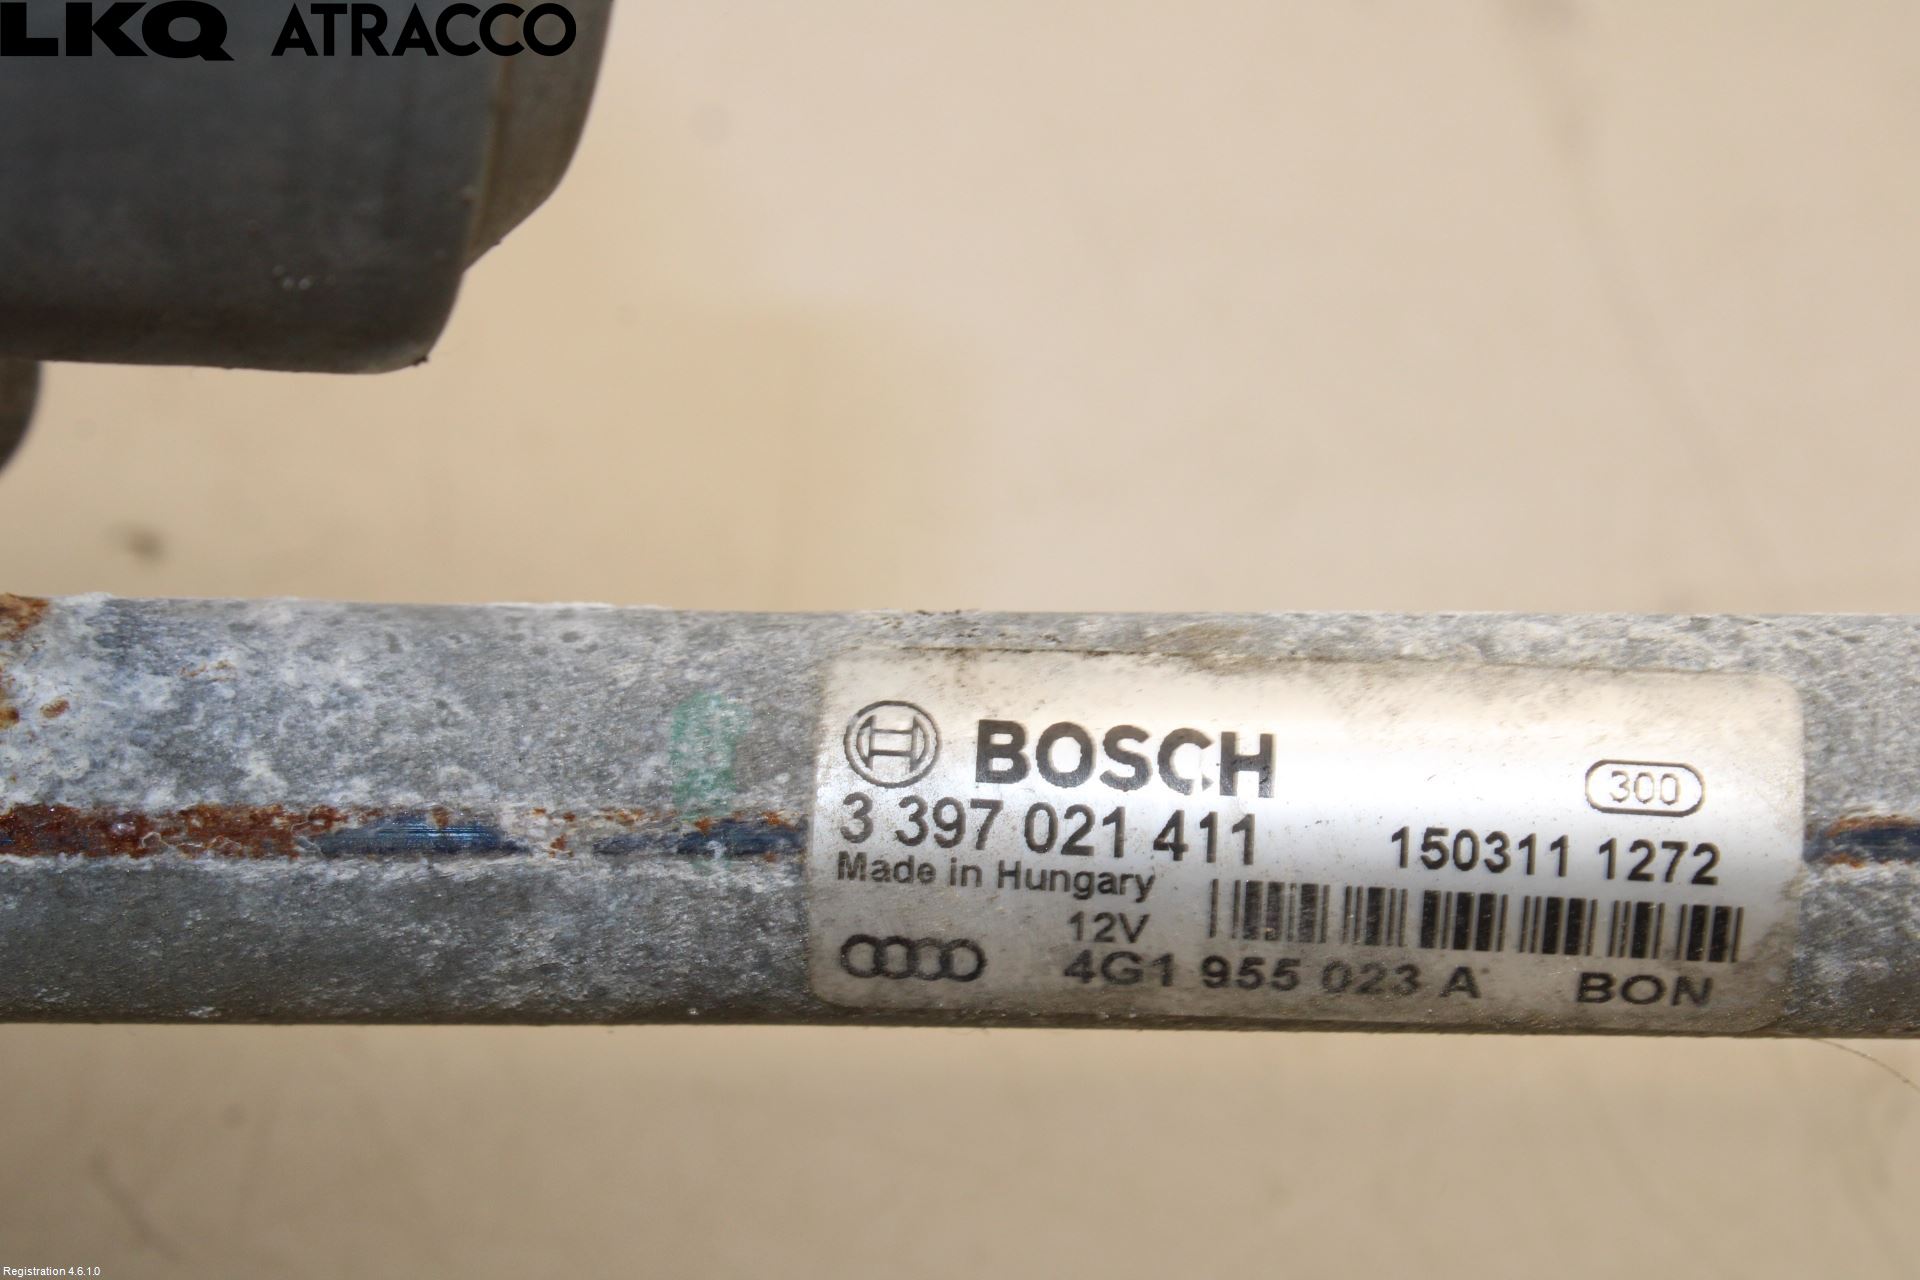 LKQ ATRACCO
BOSCH
300
3 397 021 411
150311 1272
Made in Hungary
12V
4G1 955 023 A
BON
Registration 4.6.1.0